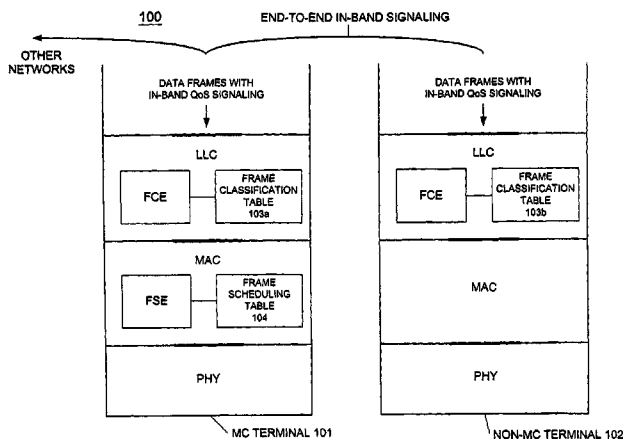 100
END-TO-END IN-BAND SIGNALING
OTHER
NETWORKS
DATA FRAMES WITH
IN-BAND QoS SIGNALING
LLC
FCE
FRAME
CLASSIFICATION
TABLE
103a
MAC
FSE
FRAME
SCHEDULING
TABLE
104
PHY
MC TERMINAL 101
DATA FRAMES WITH
IN-BAND QoS SIGNALING
LLC
FCE
FRAME
CLASSIFICATION
TABLE
103b
MAC
PHY
NON-MC TERMINAL 102